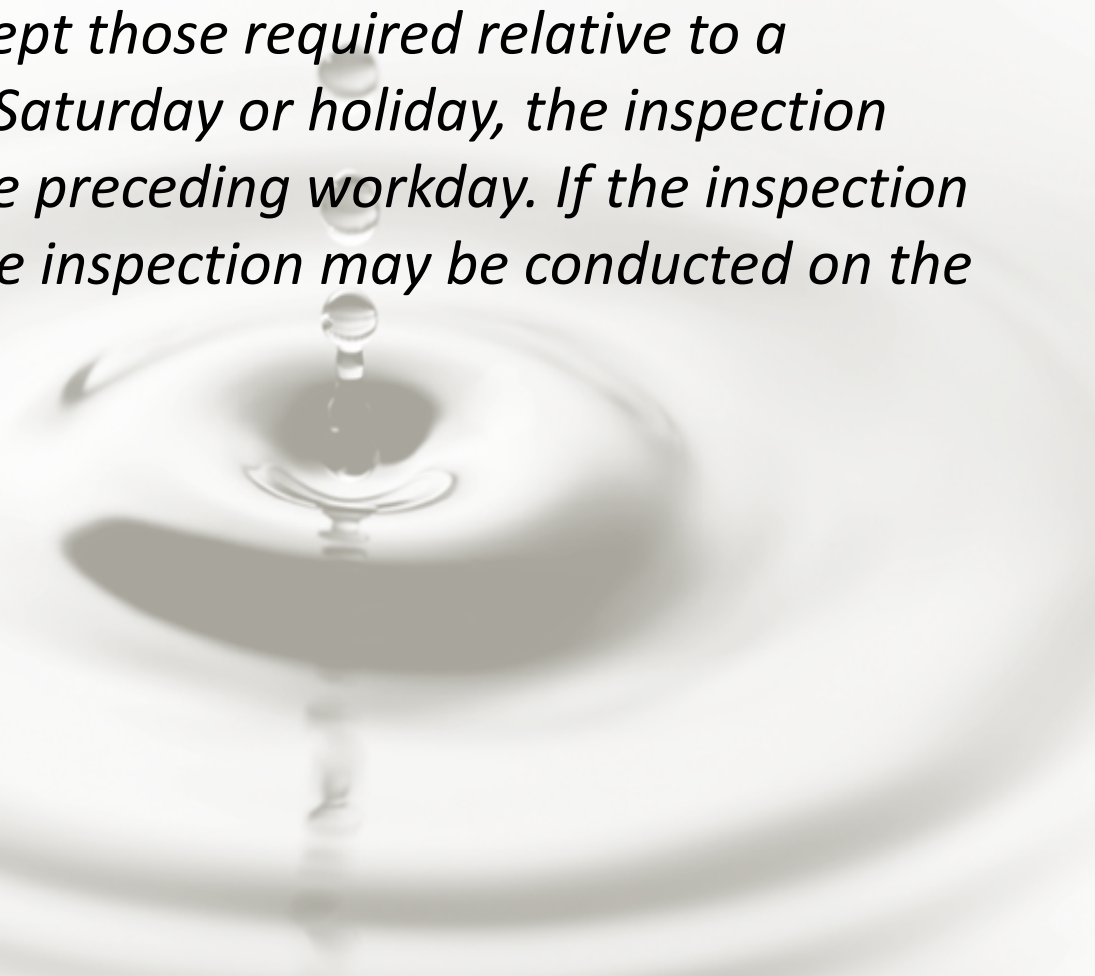 ept those required relative to a
Saturday or holiday, the inspection
e preceding workday. If the inspection
e inspection may be conducted on the